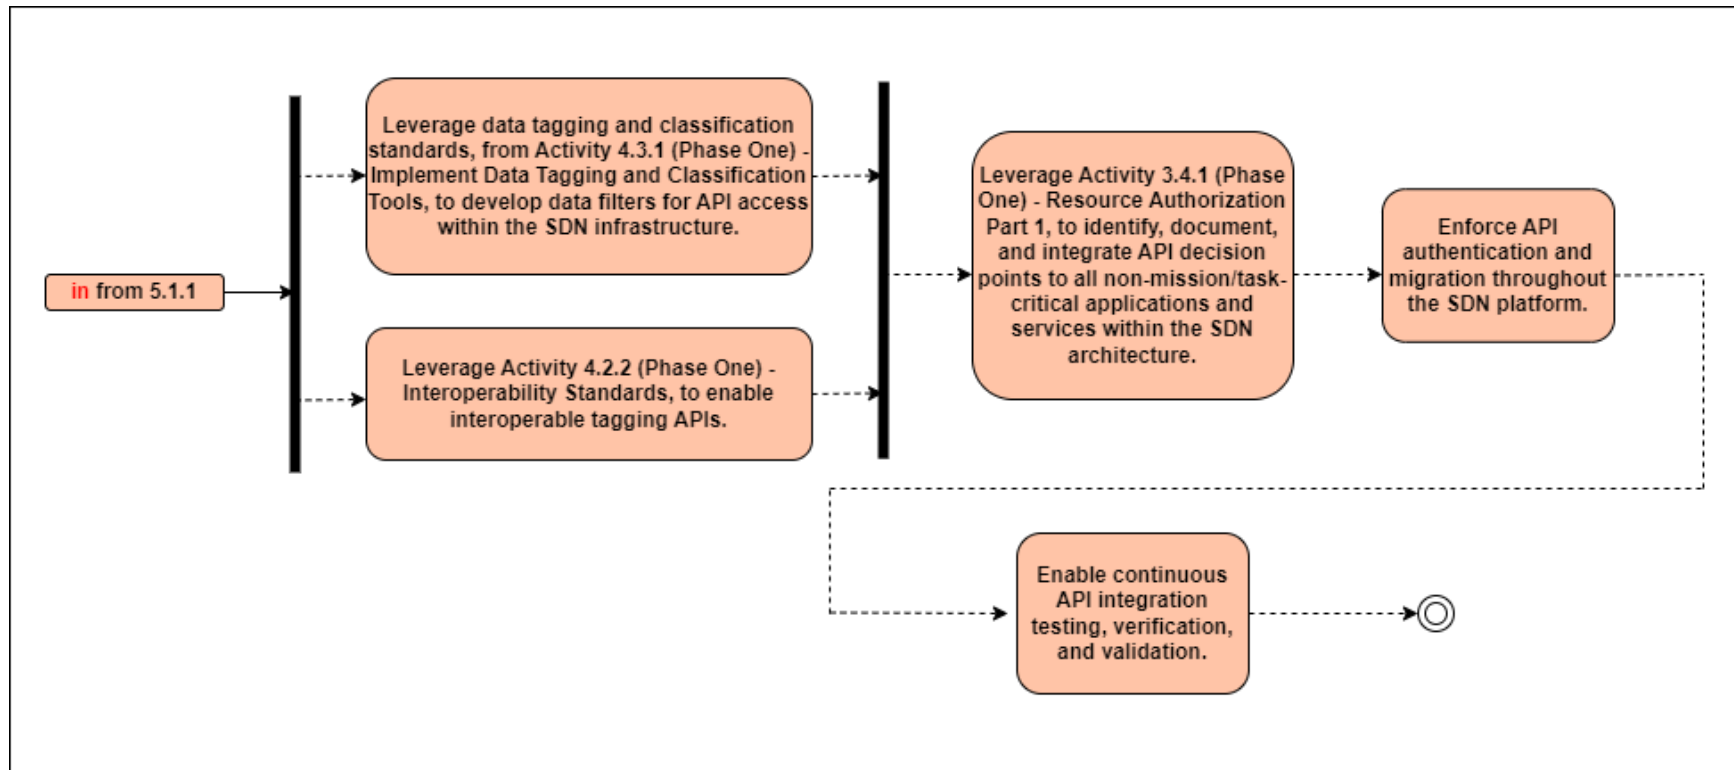 in from 5.1.1
Leverage data tagging and classification
standards, from Activity 4.3.1 (Phase One) -
Implement Data Tagging and Classification
Tools, to develop data filters for API access
within the SDN infrastructure.
Leverage Activity 4.2.2 (Phase One) -
Interoperability Standards, to enable
interoperable tagging APIs.
Leverage Activity 3.4.1 (Phase
One) - Resource Authorization
Part 1, to identify, document,
and integrate API decision
points to all non-mission/task-
critical applications and
services within the SDN
architecture.
Enforce API
authentication and
migration throughout
the SDN platform.
Enable continuous
API integration
testing, verification,
and validation.